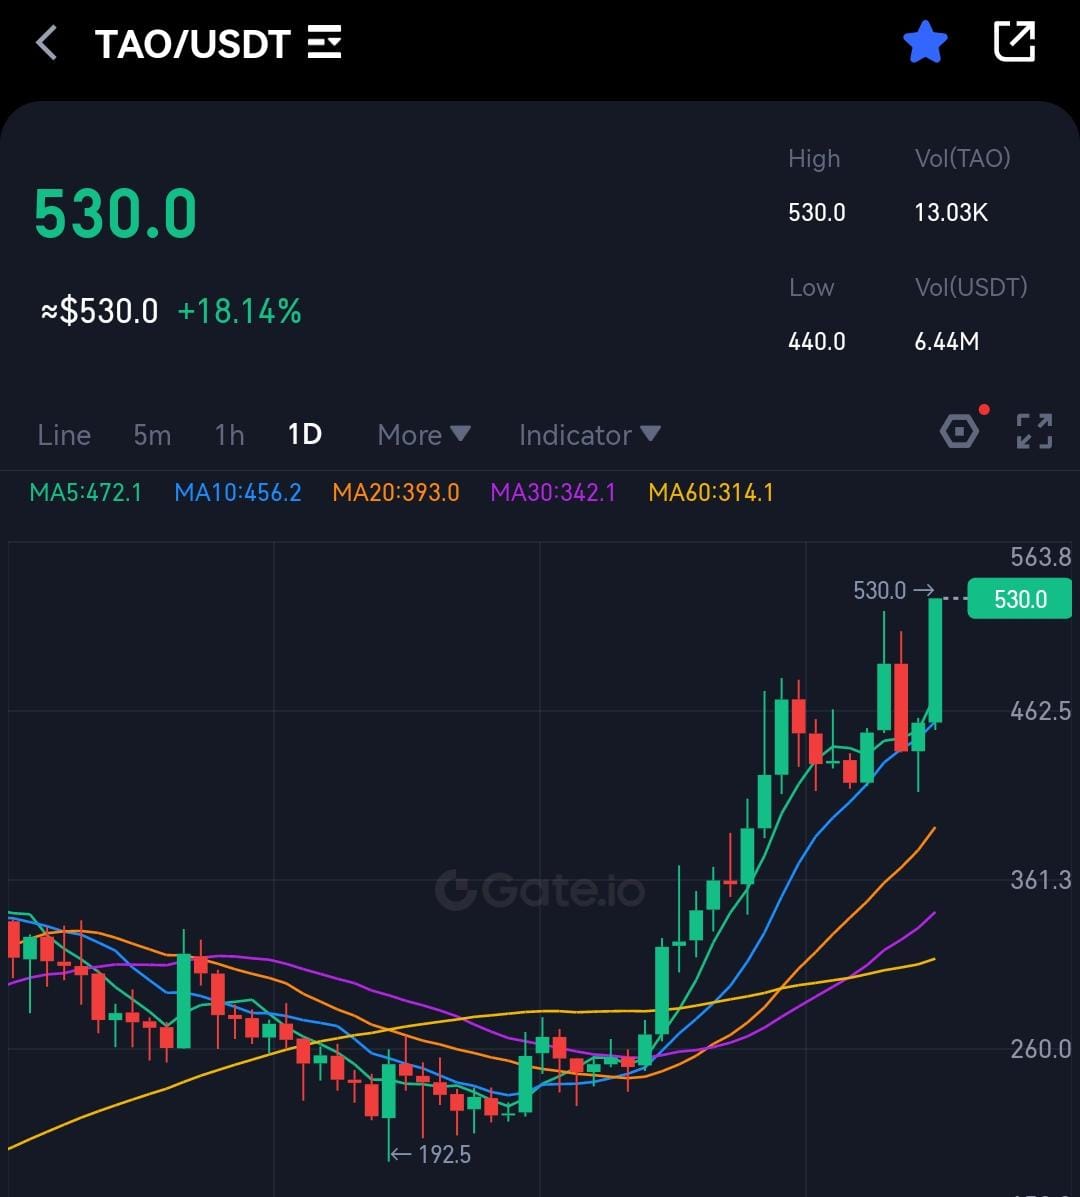 TAO/USDT
High Vol(TAO)
530.0
530.0 13.03K
≈$530.0 +18.14%
Low Vol(USDT)
440.0 6.44M
Line 5m 1h 1D More Indicator
MA5:472.1 MA10:456.2 MA20:393.0 MA30:342.1 MA60:314.1
563.8
530.0
530.0
462.5
361.3
Gate.io
260.0
192.5